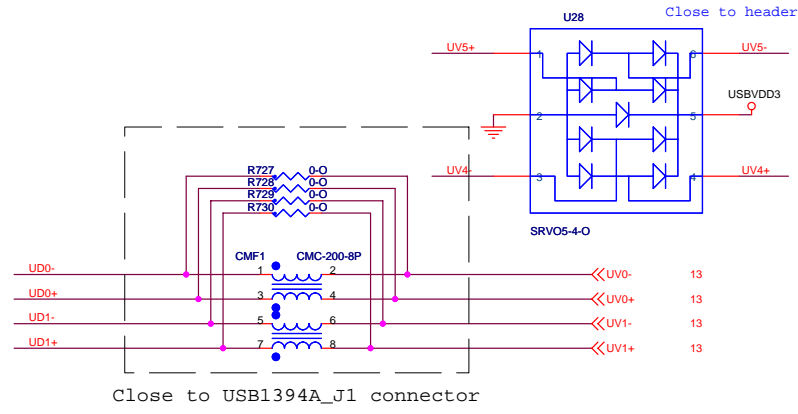 U28
Close to header
UV5+
1
6
UV5-
USBVDD3
2
5
UV4-
3
4
UV4+
SRVO5-4-O
R727
0-O
R728
0-O
R729
0-O
R730
0-O
CMF1
CMC-200-8P
UD0-
1
2
UV0-
13
UD0+
3
4
UV0+
13
UD1-
5
6
UV1-
13
UD1+
7
8
UV1+
13
Close to USB1394A_J1 connector